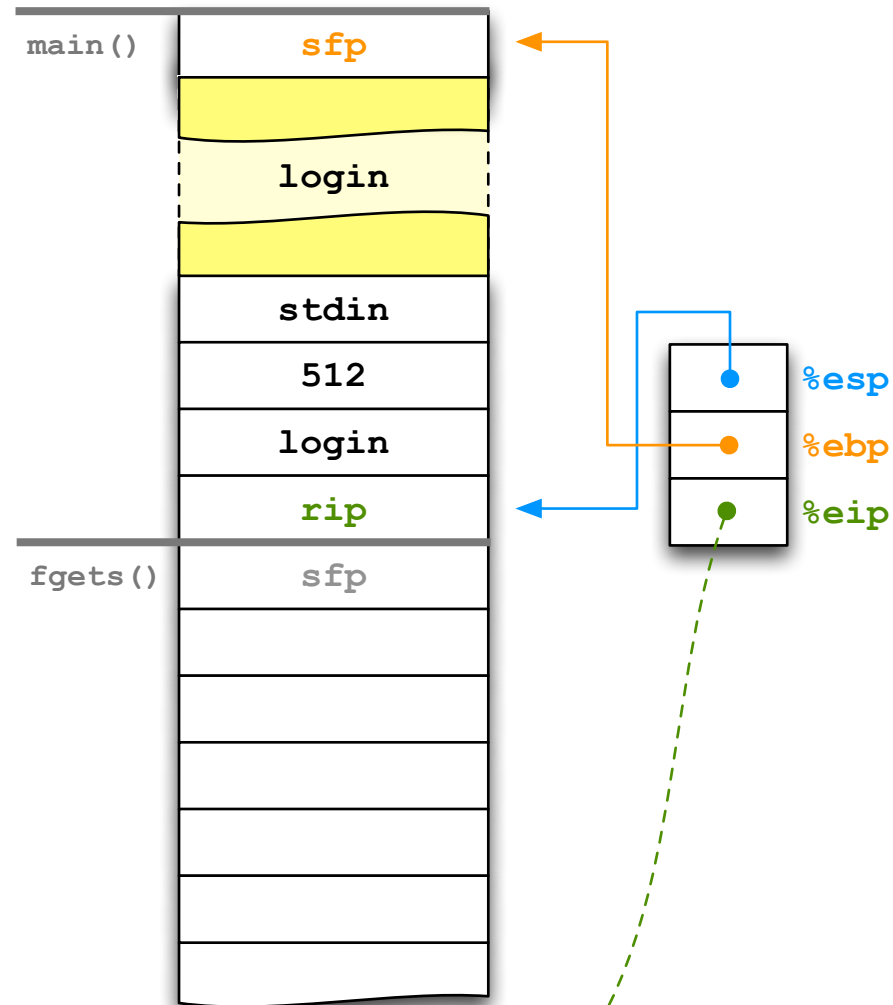 main() sfp
login
stdin
512
login
rip
fgets() sfp
%esp
%ebp
%eip